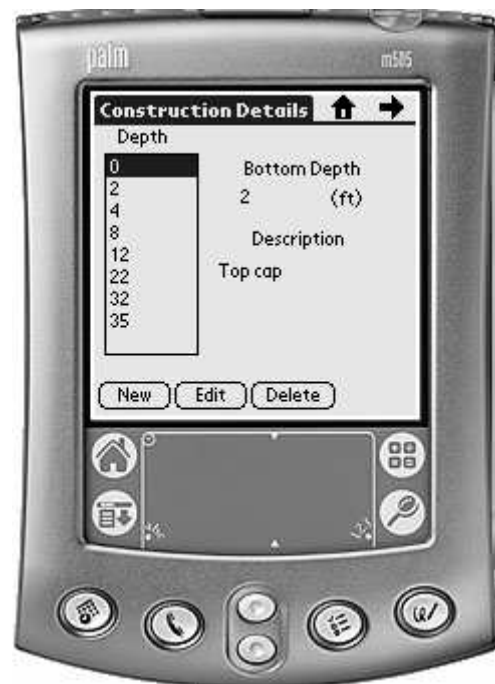 palm
m505
Construction Details
Depth
0
2
4
8
12
22
32
35
Bottom Depth
2 (ft)
Description
Top cap
New Edit Delete